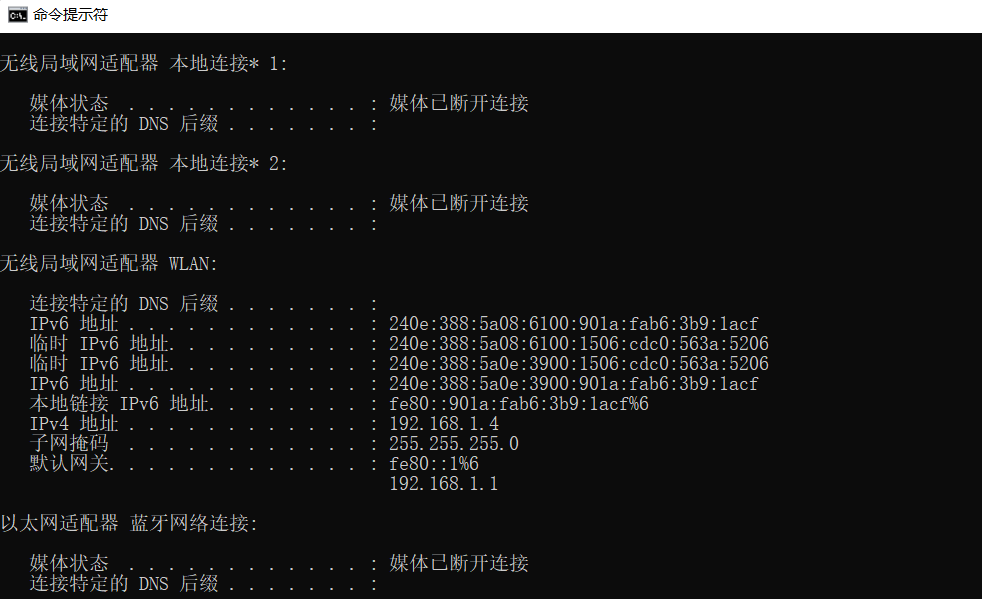 命令提示符
无线局域网适配器 本地连接* 1:
媒体状态 . . . . . . . . . . . . : 媒体已断开连接
连接特定的 DNS 后缀 . . . . . . . :
无线局域网适配器 本地连接* 2:
媒体状态 . . . . . . . . . . . . : 媒体已断开连接
连接特定的 DNS 后缀 . . . . . . . :
无线局域网适配器 WLAN:
连接特定的 DNS 后缀 . . . . . . . :
IPv6 地址 . . . . . . . . . . . . : 240e:388:5a08:6100:901a:fab6:3b9:1acf
临时 IPv6 地址. . . . . . . . . . : 240e:388:5a08:6100:1506:cdc0:563a:5206
临时 IPv6 地址. . . . . . . . . . : 240e:388:5a0e:3900:1506:cdc0:563a:5206
IPv6 地址 . . . . . . . . . . . . : 240e:388:5a0e:3900:901a:fab6:3b9:1acf
本地链接 IPv6 地址. . . . . . . . : fe80::901a:fab6:3b9:1acf%6
IPv4 地址 . . . . . . . . . . . . : 192.168.1.4
子网掩码 . . . . . . . . . . . . : 255.255.255.0
默认网关. . . . . . . . . . . . . : fe80::1%6
192.168.1.1
以太网适配器 蓝牙网络连接:
媒体状态 . . . . . . . . . . . . : 媒体已断开连接
连接特定的 DNS 后缀 . . . . . . . :